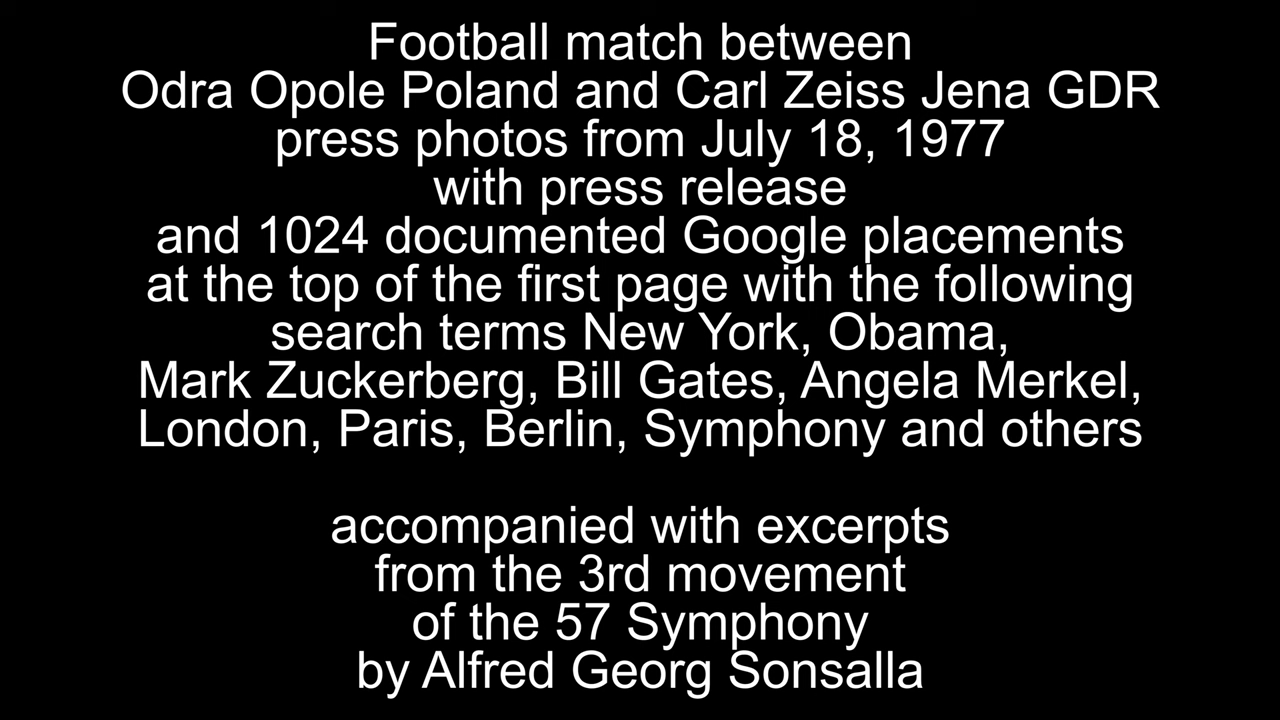 Football match between
Odra Opole Poland and Carl Zeiss Jena GDR
press photos from July 18, 1977
with press release
and 1024 documented Google placements
at the top of the first page with the following
search terms New York, Obama,
Mark Zuckerberg, Bill Gates, Angela Merkel,
London, Paris, Berlin, Symphony and others
accompanied with excerpts
from the 3rd movement
of the 57 Symphony
by Alfred Georg Sonsalla